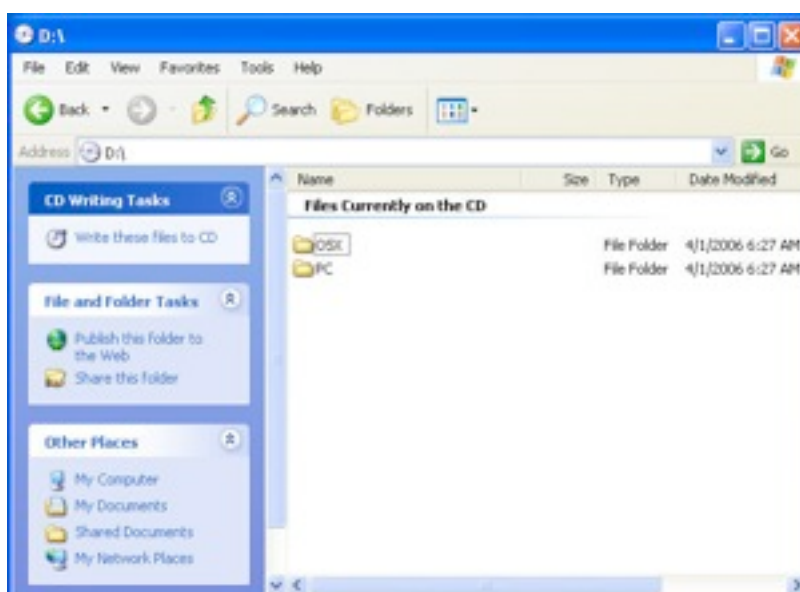 D:\
File Edit View Favorites Tools Help
Back Search Folders
Address D:\ Go
CD Writing Tasks
Write these files to CD
File and Folder Tasks
Publish this folder to
the Web
Share this folder
Other Places
My Computer
My Documents
Shared Documents
My Network Places
Name Size Type Date Modified
Files Currently on the CD
OSX File Folder 4/1/2006 6:27 AM
PC File Folder 4/1/2006 6:27 AM